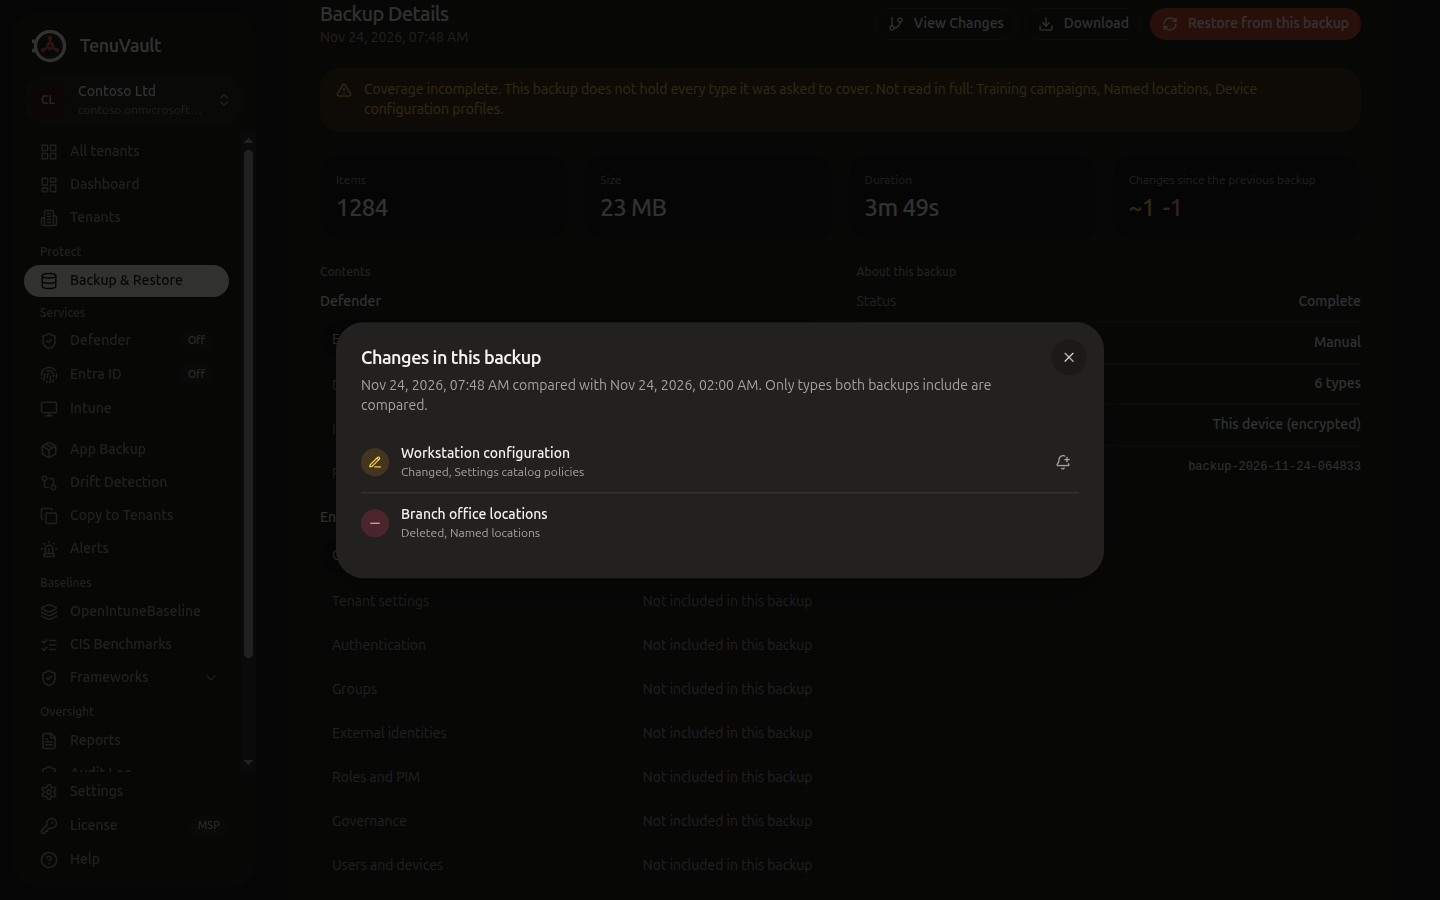 Backup Details
Nov 24, 2026, 07:48 AM
View Changes
Download
Restore from this backup
TenuVault
CL
Contoso Ltd
contoso.onmicrosoft...
Coverage incomplete. This backup does not hold every type it was asked to cover. Not read in full: Training campaigns, Named locations, Device
configuration profiles.
All tenants
Dashboard
Tenants
Protect
Backup & Restore
Services
Defender
Off
Entra ID
Off
Intune
App Backup
Drift Detection
Copy to Tenants
Alerts
Baselines
OpenIntuneBaseline
CIS Benchmarks
Frameworks
Oversight
Reports
Audit Log
Settings
License
MSP
Help
Items
1284
Size
23 MB
Duration
3m 49s
Changes since the previous backup
~1 -1
Contents
Defender
About this backup
Status
Complete
Manual
6 types
This device (encrypted)
backup-2026-11-24-064833
Changes in this backup
Nov 24, 2026, 07:48 AM compared with Nov 24, 2026, 02:00 AM. Only types both backups include are
compared.
Workstation configuration
Changed, Settings catalog policies
Branch office locations
Deleted, Named locations
Tenant settings
Not included in this backup
Authentication
Not included in this backup
Groups
Not included in this backup
External identities
Not included in this backup
Roles and PIM
Not included in this backup
Governance
Not included in this backup
Users and devices
Not included in this backup